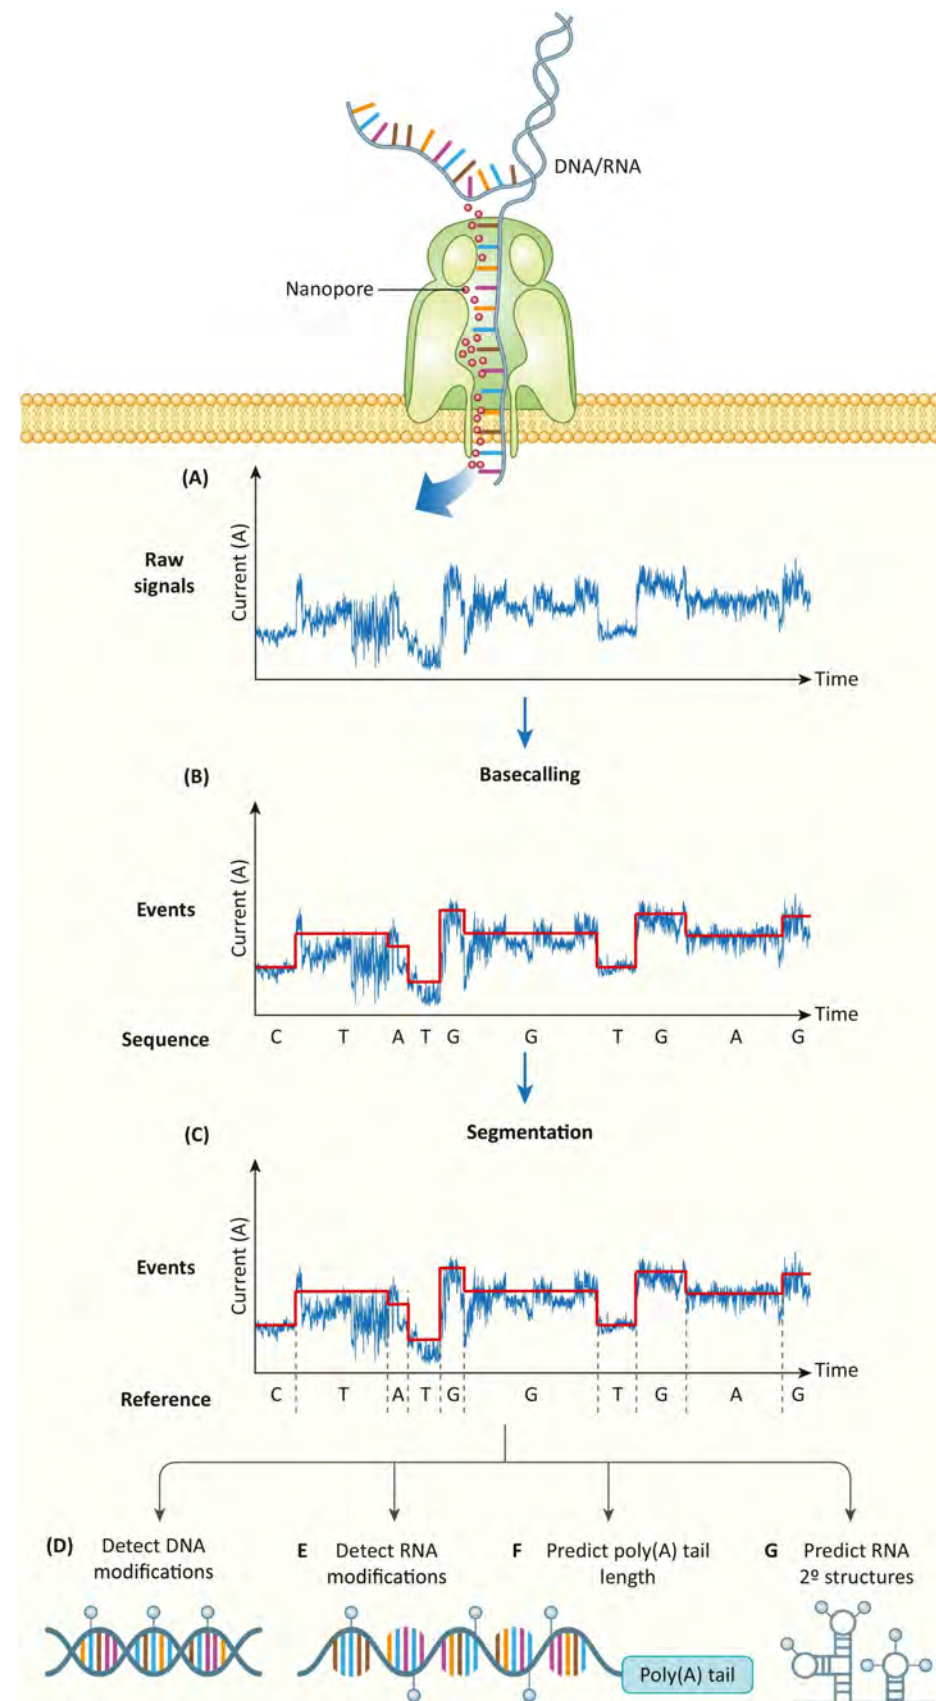 DNA/RNA
Nanopore
(A)
Raw
signals
Current (A)
Time
(B)
Basecalling
Events
Current (A)
Time
Sequence
C T A T G G T G A G
(C)
Segmentation
Events
Current (A)
Time
Reference
C T A T G G T G A G
(D) Detect DNA
modifications
E Detect RNA
modifications
F Predict poly(A) tail
length
G Predict RNA
2º structures
Poly(A) tail